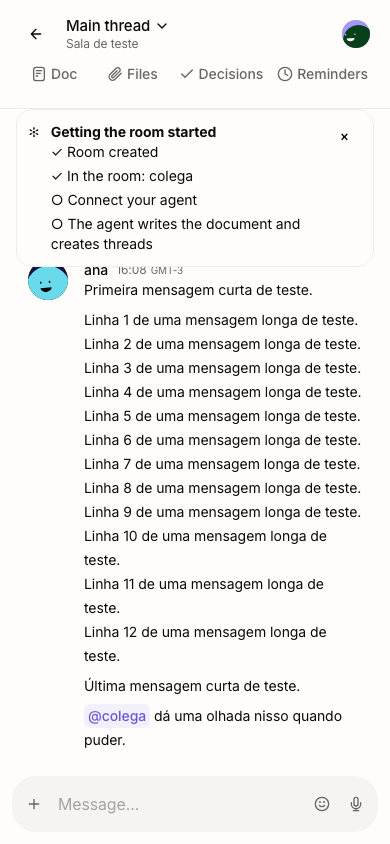 Main thread
Sala de teste
Doc
Files
Decisions
Reminders
Getting the room started
✓ Room created
✓ In the room: colega
Connect your agent
The agent writes the document and
creates threads
ana 16:08 GMT-3
Primeira mensagem curta de teste.
Linha 1 de uma mensagem longa de teste.
Linha 2 de uma mensagem longa de teste.
Linha 3 de uma mensagem longa de teste.
Linha 4 de uma mensagem longa de teste.
Linha 5 de uma mensagem longa de teste.
Linha 6 de uma mensagem longa de teste.
Linha 7 de uma mensagem longa de teste.
Linha 8 de uma mensagem longa de teste.
Linha 9 de uma mensagem longa de teste.
Linha 10 de uma mensagem longa de
teste.
Linha 11 de uma mensagem longa de
teste.
Linha 12 de uma mensagem longa de
teste.
Última mensagem curta de teste.
@colega dá uma olhada nisso quando
puder.
Message...